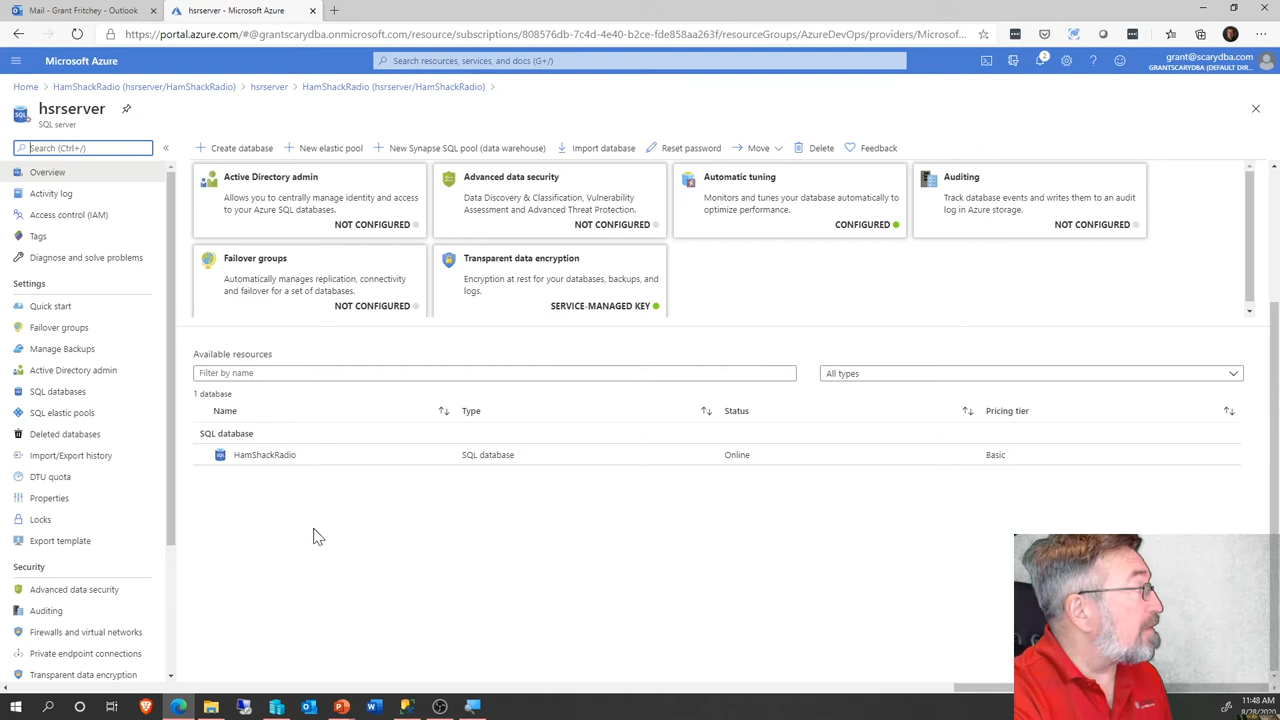 Mail - Grant Fritchey - Outlook
hsrserver - Microsoft Azure
https://portal.azure.com/#@grantscarydba.onmicrosoft.com/resource/subscriptions/808576db-7c4d-4e40-b2ce-fde858aa263f/resourceGroups/AzureDevOps/providers/Microsof...
Microsoft Azure
Search resources, services, and docs (G+/)
2
grant@scarydba.com
GRANTSCARYDBA (DEFAULT DIR...
Home > HamShackRadio (hsrserver/HamShackRadio) > hsrserver > HamShackRadio (hsrserver/HamShackRadio) >
hsrserver
SQL server
Search (Ctrl+/)
Create database
New elastic pool
New Synapse SQL pool (data warehouse)
Import database
Reset password
Move
Delete
Feedback
Overview
Activity log
Access control (IAM)
Tags
Diagnose and solve problems
Settings
Quick start
Failover groups
Manage Backups
Active Directory admin
SQL databases
SQL elastic pools
Deleted databases
Import/Export history
DTU quota
Properties
Locks
Export template
Security
Advanced data security
Auditing
Firewalls and virtual networks
Private endpoint connections
Transparent data encryption
Active Directory admin
Allows you to centrally manage identity and access
to your Azure SQL databases.
NOT CONFIGURED
Advanced data security
Data Discovery & Classification, Vulnerability
Assessment and Advanced Threat Protection.
NOT CONFIGURED
Automatic tuning
Monitors and tunes your database automatically to
optimize performance.
CONFIGURED
Auditing
Track database events and writes them to an audit
log in Azure storage.
NOT CONFIGURED
Failover groups
Automatically manages replication, connectivity
and failover for a set of databases.
NOT CONFIGURED
Transparent data encryption
Encryption at rest for your databases, backups, and
logs.
SERVICE-MANAGED KEY
Available resources
Filter by name
All types
1 database
Name
Type
Status
Pricing tier
SQL database
HamShackRadio
SQL database
Online
Basic
11:48 AM
8/28/2020